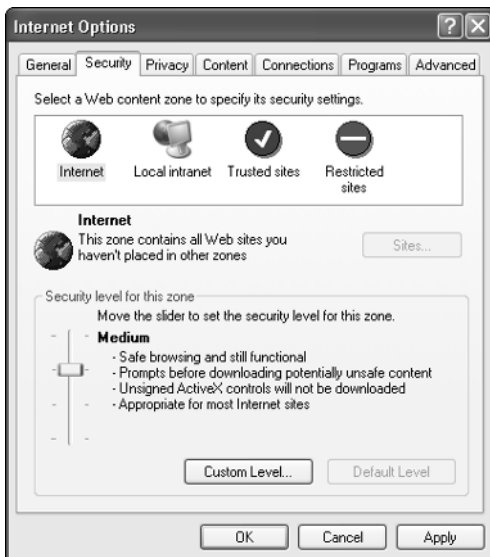 Internet Options
General Security Privacy Content Connections Programs Advanced
Select a Web content zone to specify its security settings.
Internet Local intranet Trusted sites Restricted
sites
Internet
This zone contains all Web sites you
haven't placed in other zones
Sites...
Security level for this zone
Move the slider to set the security level for this zone.
Medium
- Safe browsing and still functional
- Prompts before downloading potentially unsafe content
- Unsigned ActiveX controls will not be downloaded
- Appropriate for most Internet sites
Custom Level... Default Level
OK Cancel Apply